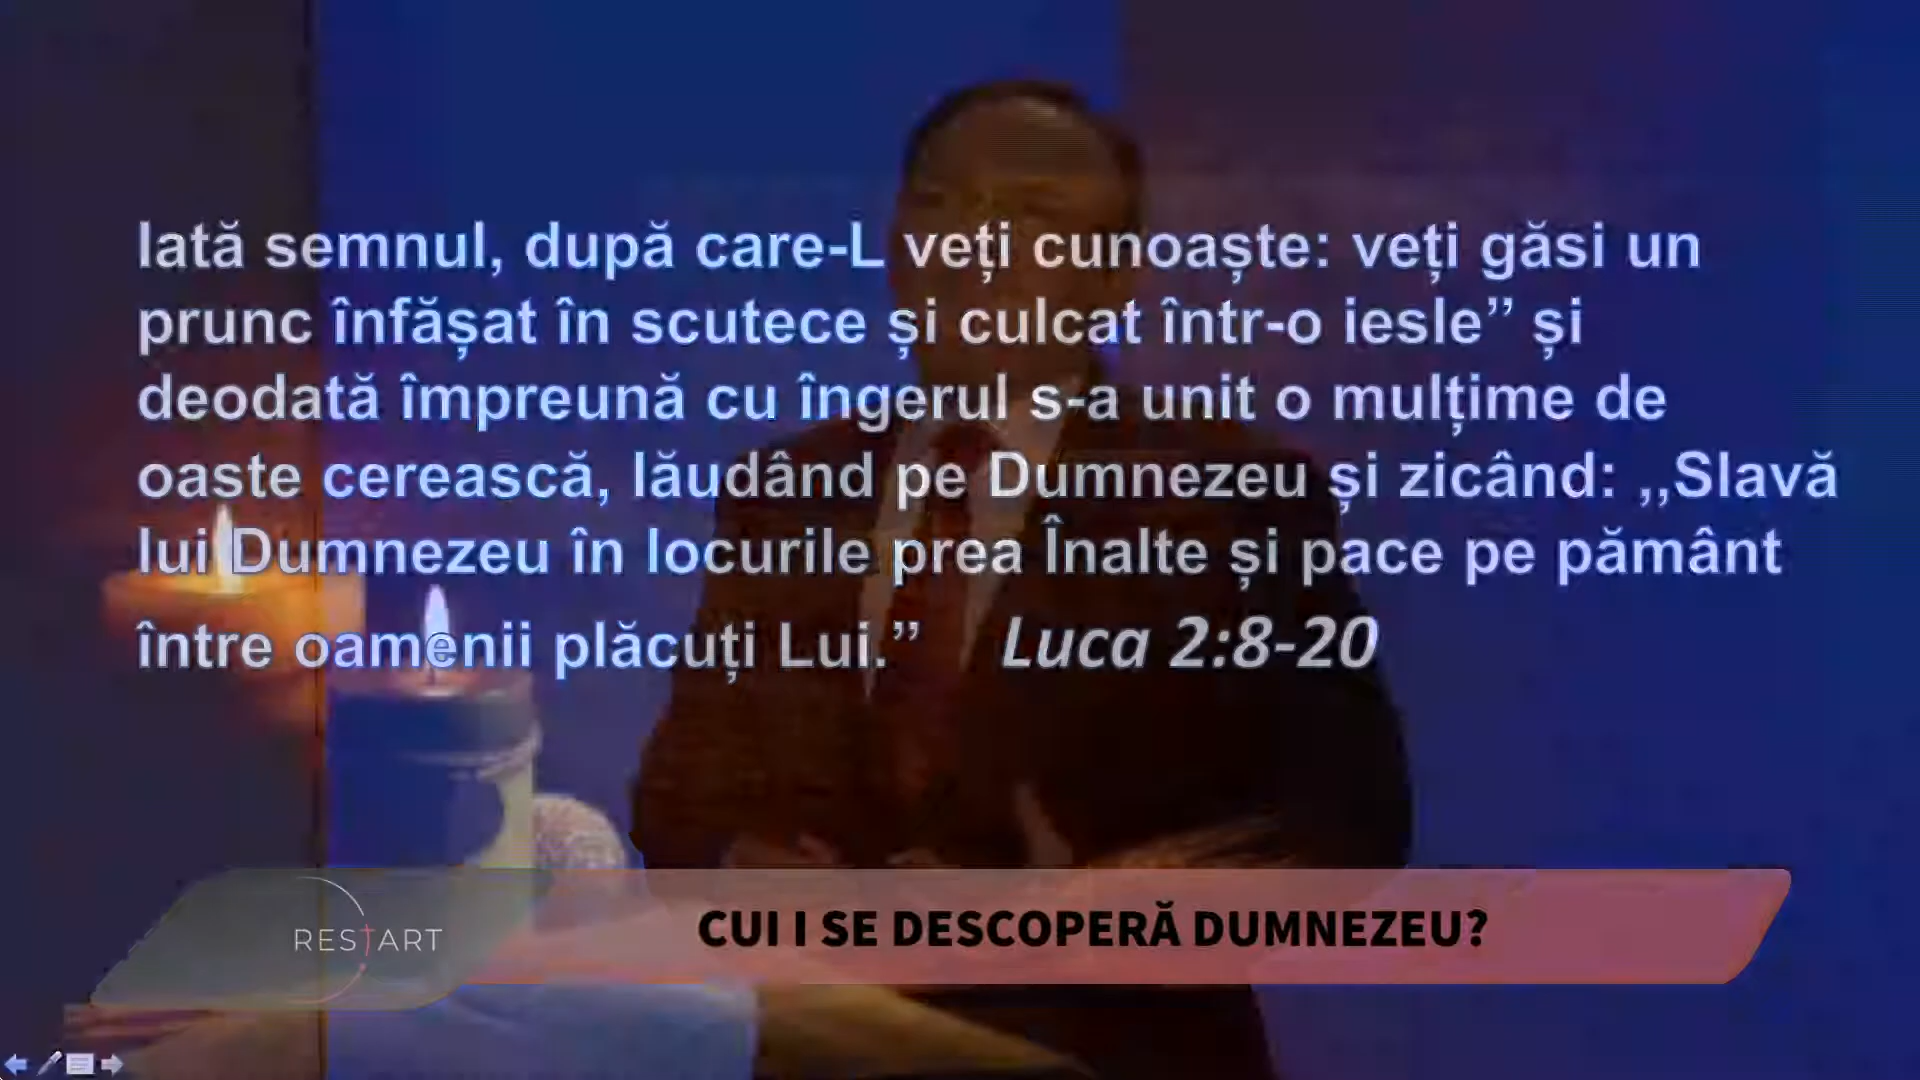 Iată semnul, după care-L veți cunoaște: veți găsi un
prunc înfășat în scutece și culcat într-o iesle” și
deodată împreună cu îngerul s-a unit o mulțime de
oaste cerească, lăudând pe Dumnezeu și zicând: ,,Slavă
lui Dumnezeu în locurile prea Înalte și pace pe pământ
între oamenii plăcuți Lui.” Luca 2:8-20
RESTART
CUI I SE DESCOPERĂ DUMNEZEU?